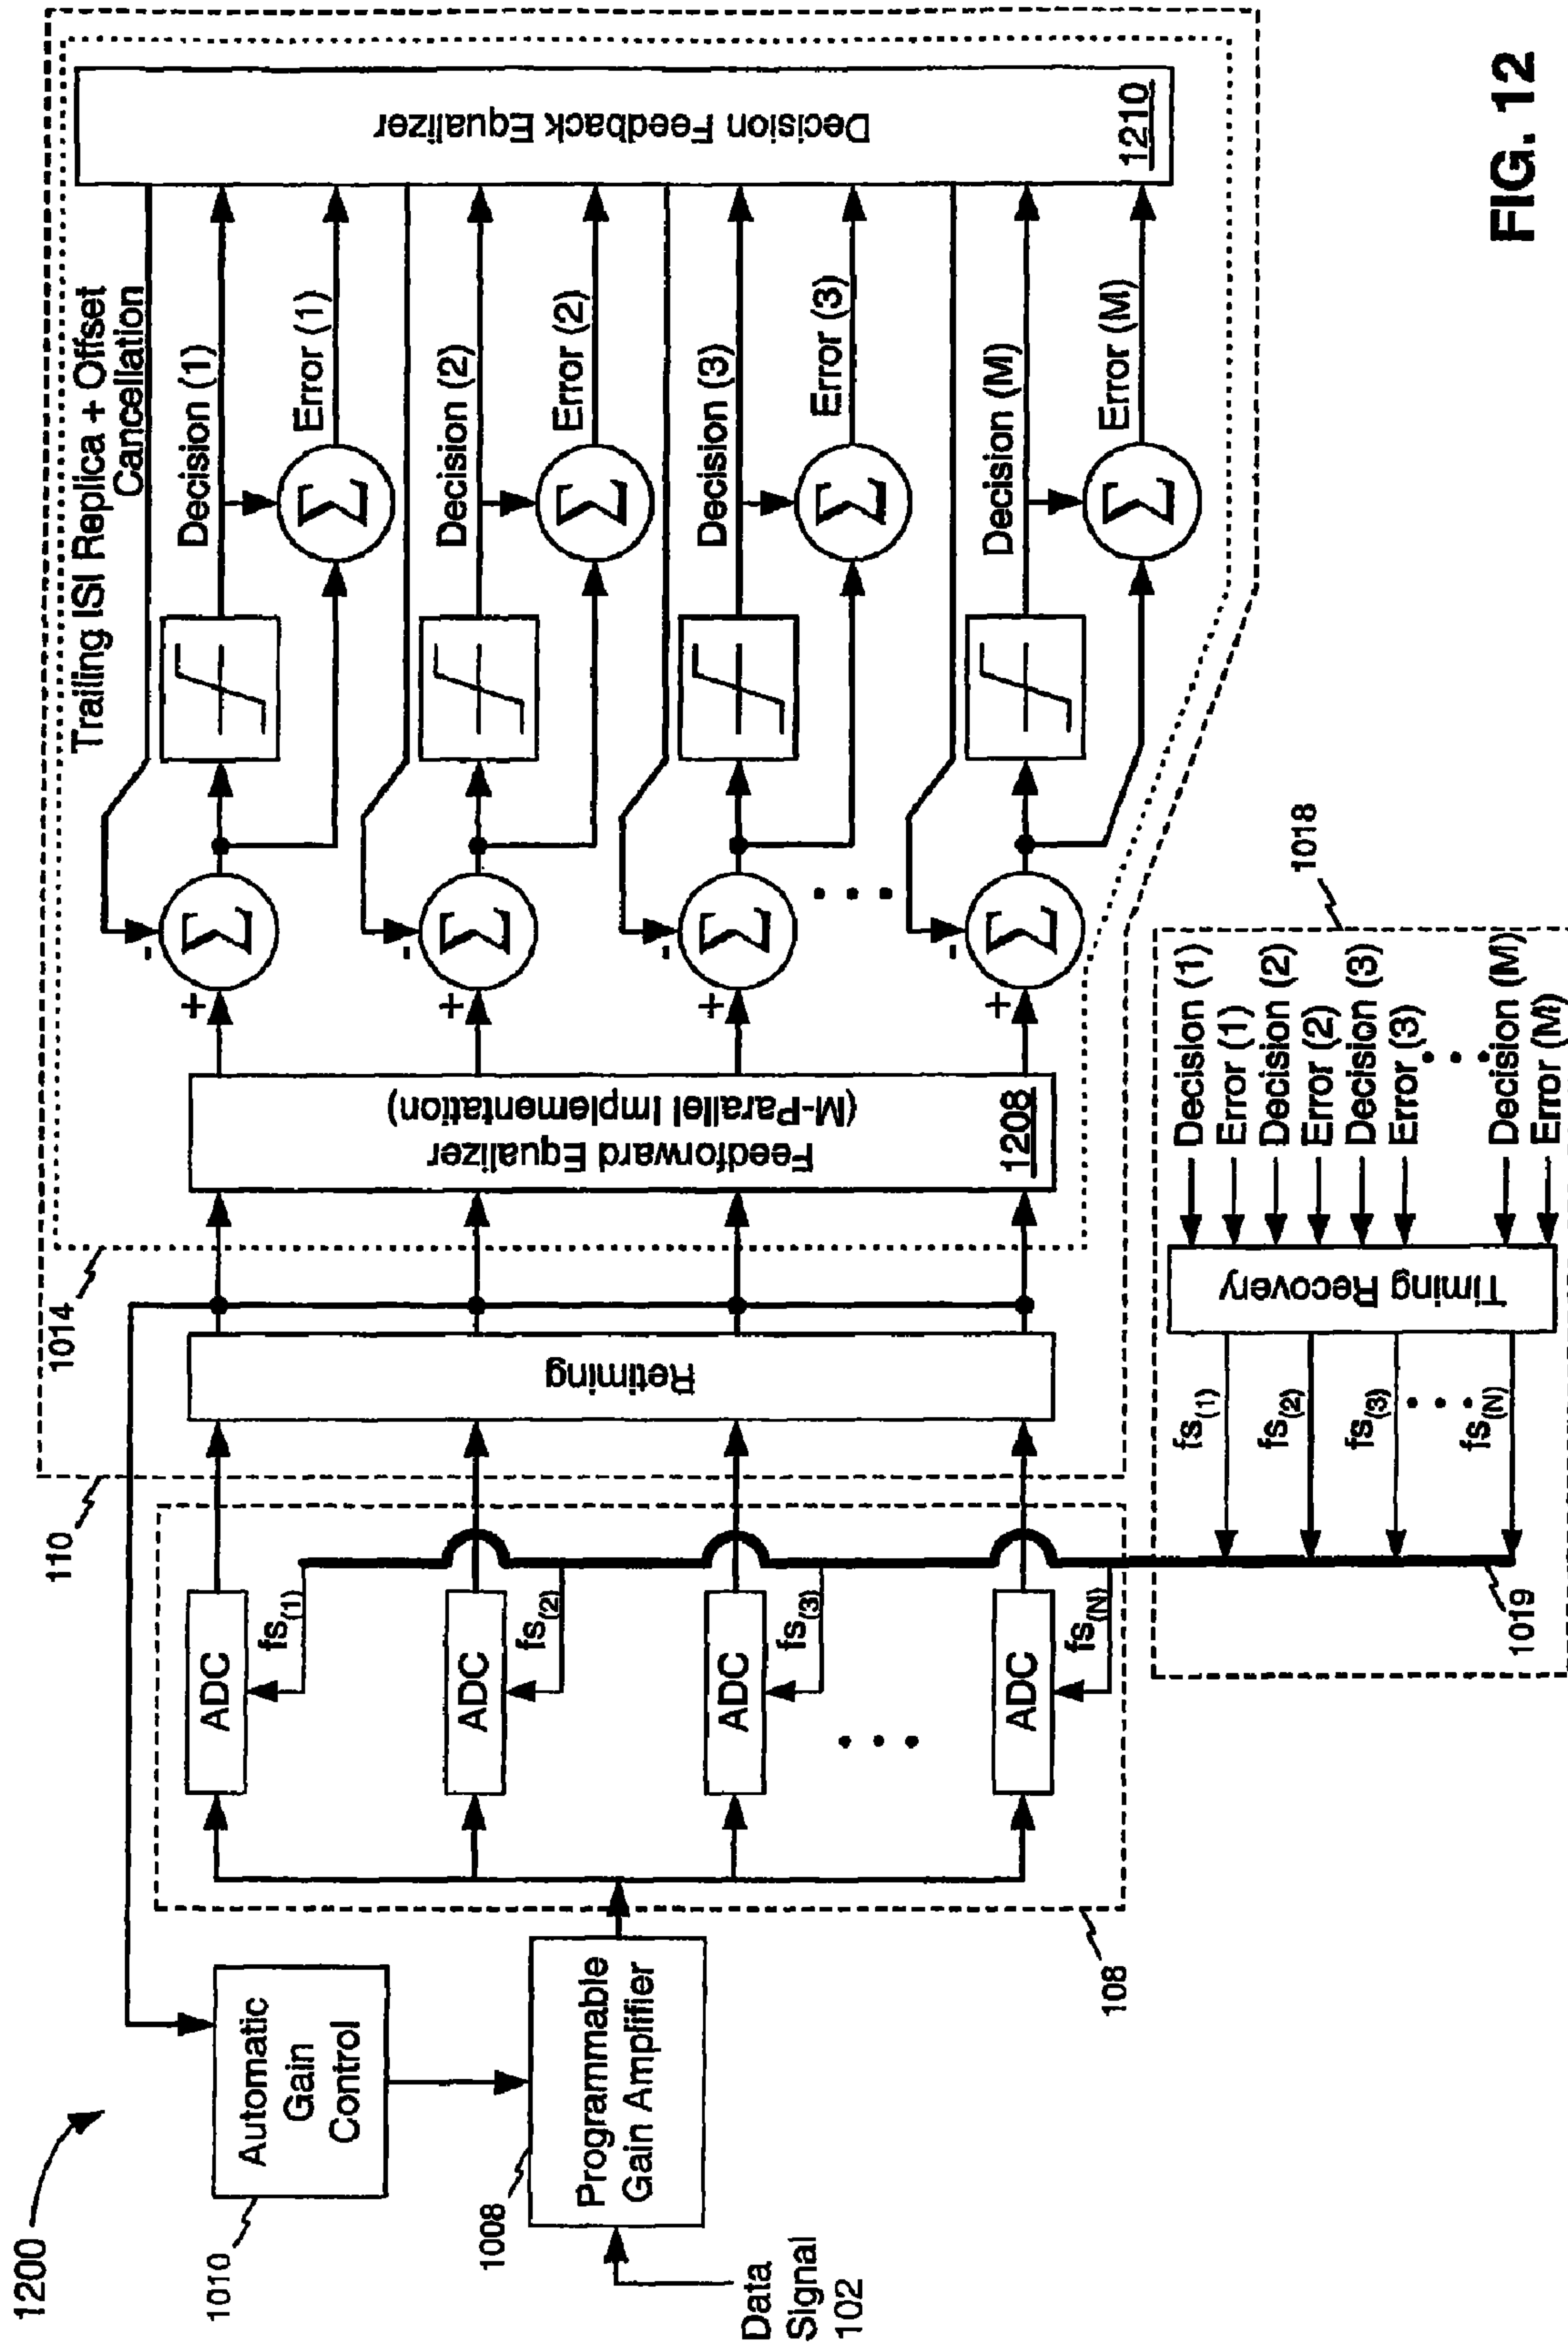 1200
1010
Automatic
Gain
Control
1008
Programmable
Gain Amplifier
Data
Signal
102
108
110
ADC
fs(1)
ADC
fs(2)
ADC
fs(3)
• • •
ADC
fs(N)
Retiming
1014
Feedforward Equalizer
(M-Parallel Implementation)
1208
+
-
Σ
+
-
Σ
+
-
Σ
• • •
+
-
Σ
Trailing ISI Replica + Offset
Cancellation
Decision (1)
Σ
Error (1)
Decision (2)
Σ
Error (2)
Decision (3)
Σ
Error (3)
Decision (M)
Σ
Error (M)
Decision Feedback Equalizer
1210
1018
1019
fs(1)
fs(2)
fs(3)
• • •
fs(N)
Timing Recovery
Decision (1)
Error (1)
Decision (2)
Error (2)
Decision (3)
Error (3)
• • •
Decision (M)
Error (M)
FIG. 12